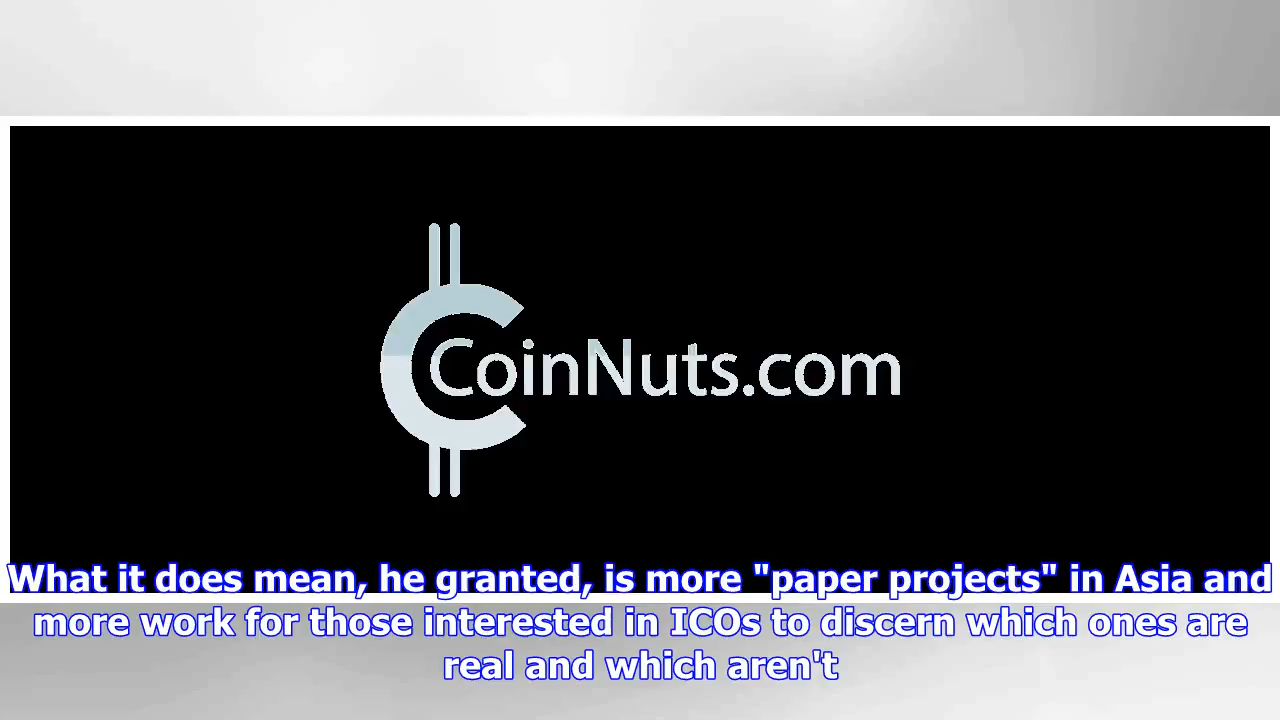 CoinNuts.com
What it does mean, he granted, is more "paper projects" in Asia and
more work for those interested in ICOs to discern which ones are
real and which aren't